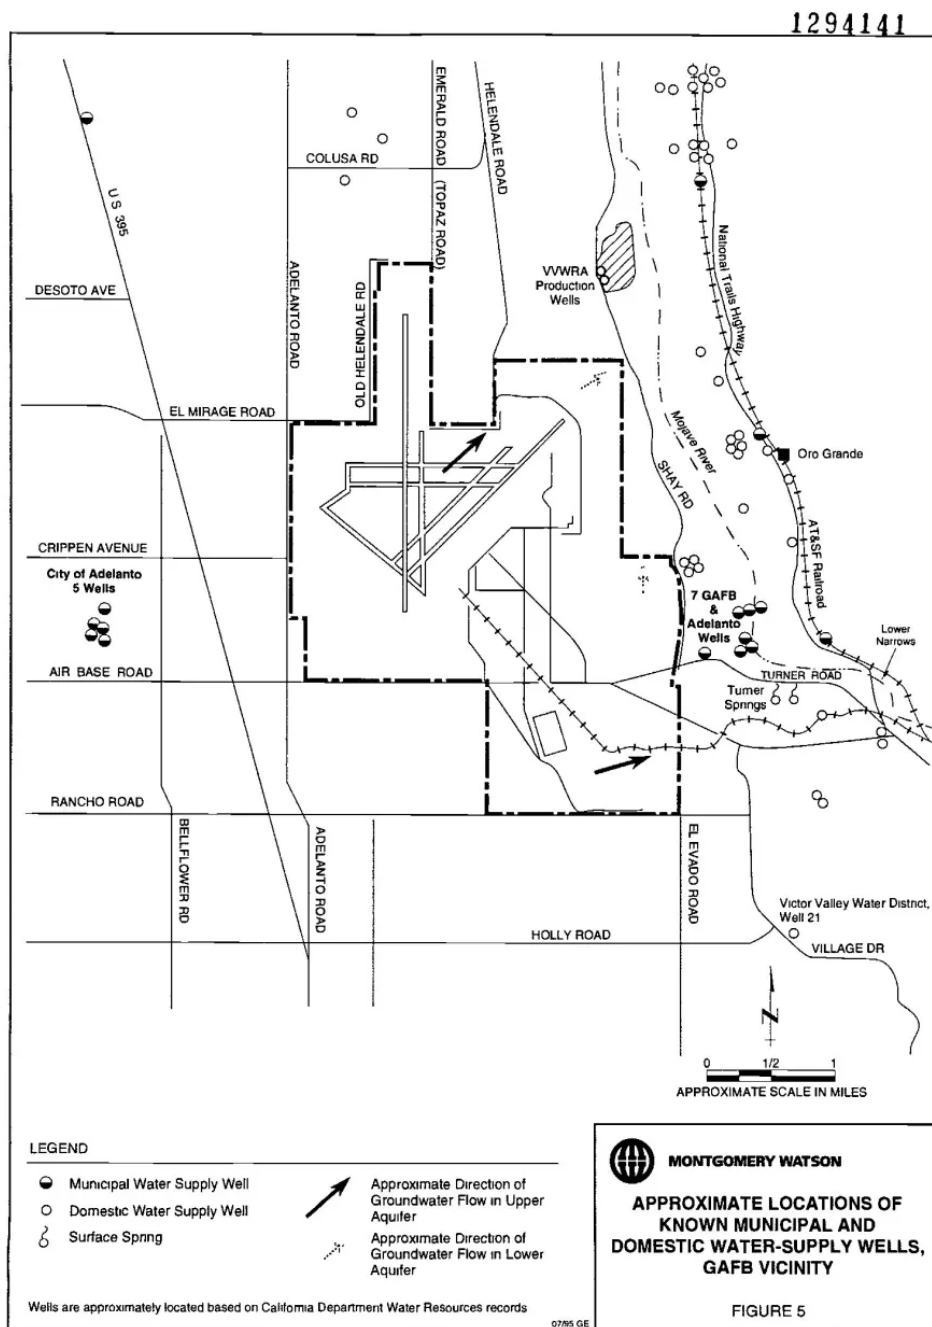 1294141
EMERALD ROAD (TOPAZ ROAD)
HELENDALE ROAD
COLUSA RD
U S 395
ADELANTO ROAD
OLD HELENDALE RD
VVWRA
Production
Wells
National Trails Highway
DESOTO AVE
EL MIRAGE ROAD
Mojave River
Oro Grande
SHAY RD
CRIPPEN AVENUE
City of Adelanto
5 Wells
AT&SF Railroad
7 GAFB
&
Adelanto
Wells
Lower
Narrows
AIR BASE ROAD
TURNER ROAD
Turner
Springs
RANCHO ROAD
BELLFLOWER RD
ADELANTO ROAD
EL EVADO ROAD
Victor Valley Water District,
Well 21
HOLLY ROAD
VILLAGE DR
N
0 1/2 1
APPROXIMATE SCALE IN MILES
LEGEND
Municipal Water Supply Well
Domestic Water Supply Well
Surface Spring
Approximate Direction of
Groundwater Flow in Upper
Aquifer
Approximate Direction of
Groundwater Flow in Lower
Aquifer
Wells are approximately located based on California Department Water Resources records
07/95 GE
MONTGOMERY WATSON
APPROXIMATE LOCATIONS OF
KNOWN MUNICIPAL AND
DOMESTIC WATER-SUPPLY WELLS,
GAFB VICINITY
FIGURE 5